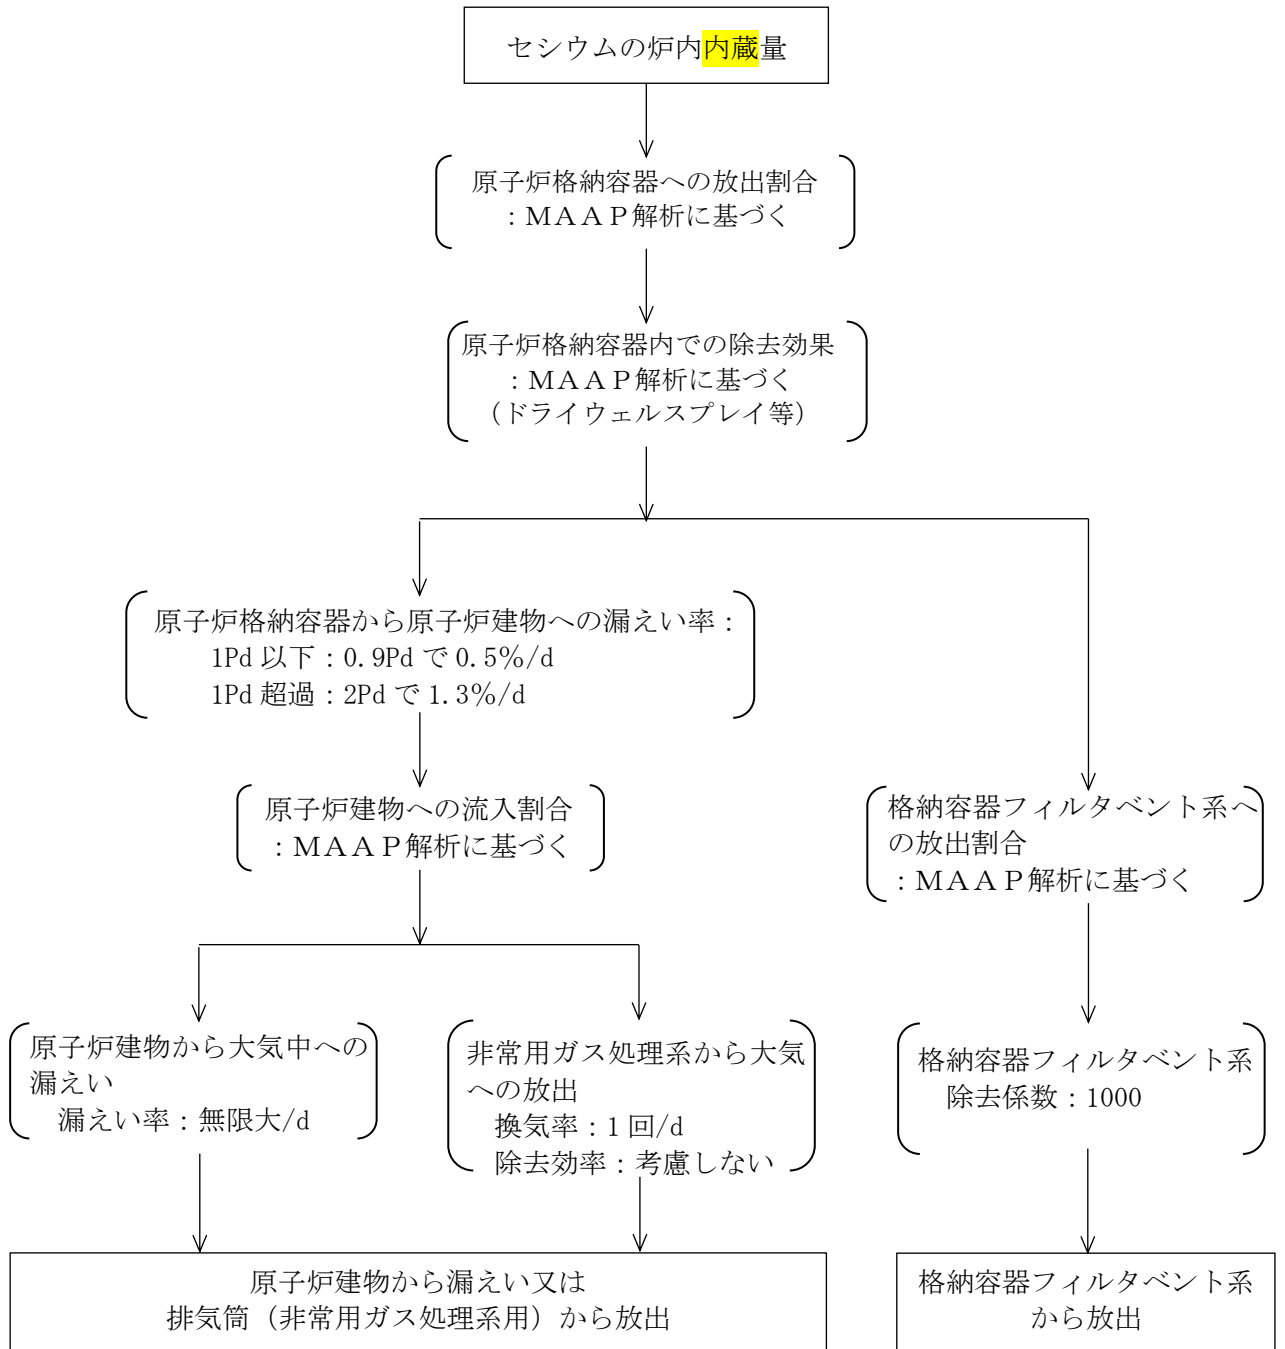 セシウムの炉内内蔵量
原子炉格納容器への放出割合
：ＭＡＡＰ解析に基づく
原子炉格納容器内での除去効果
：ＭＡＡＰ解析に基づく
（ドライウェルスプレイ等）
原子炉格納容器から原子炉建物への漏えい率：
1Pd 以下：0.9Pd で 0.5％/d
1Pd 超過：2Pd で 1.3％/d
原子炉建物への流入割合
：ＭＡＡＰ解析に基づく
格納容器フィルタベント系へ
の放出割合
：ＭＡＡＰ解析に基づく
原子炉建物から大気中への
漏えい
漏えい率：無限大/d
非常用ガス処理系から大気
への放出
換気率：1 回/d
除去効率：考慮しない
格納容器フィルタベント系
除去係数：1000
原子炉建物から漏えい又は
排気筒（非常用ガス処理系用）から放出
格納容器フィルタベント系
から放出